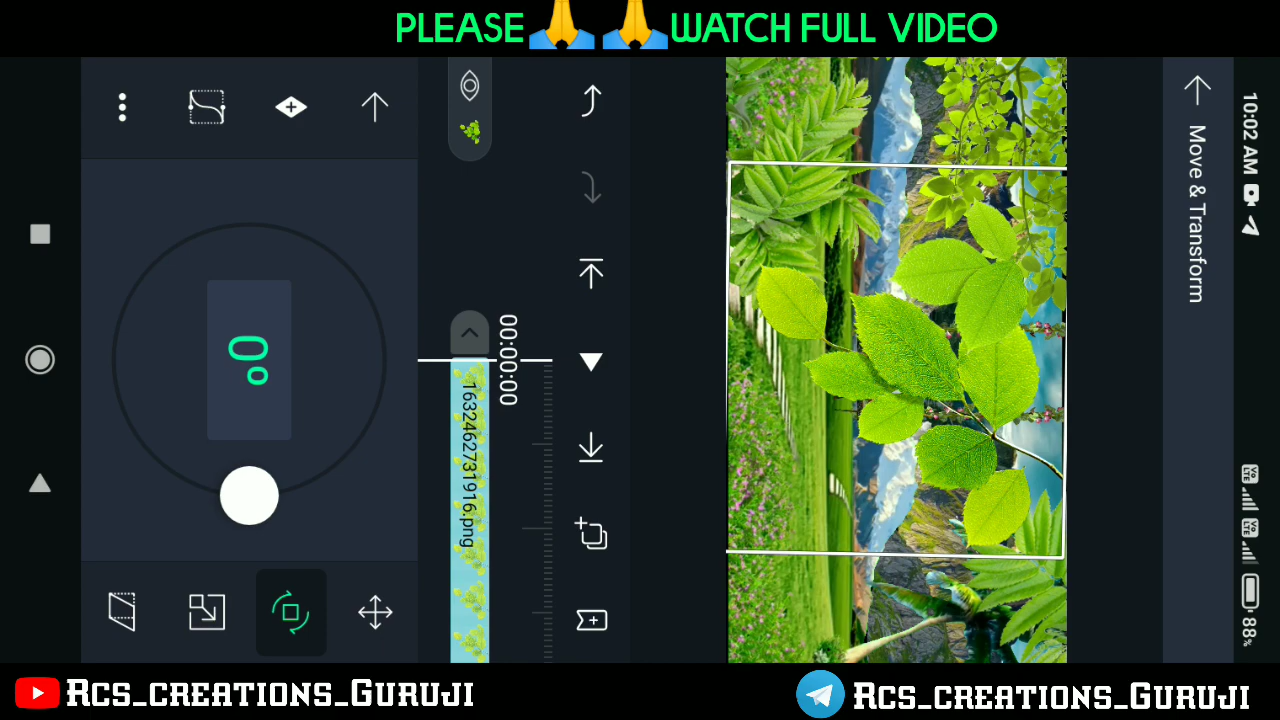 PLEASE🙏 🙏WATCH FULL VIDEO
10:02 AM
88%
Move & Transform
00:00:00
1632462731916.png
0°
Rcs_creations_Guruji
Rcs_creations_Guruji